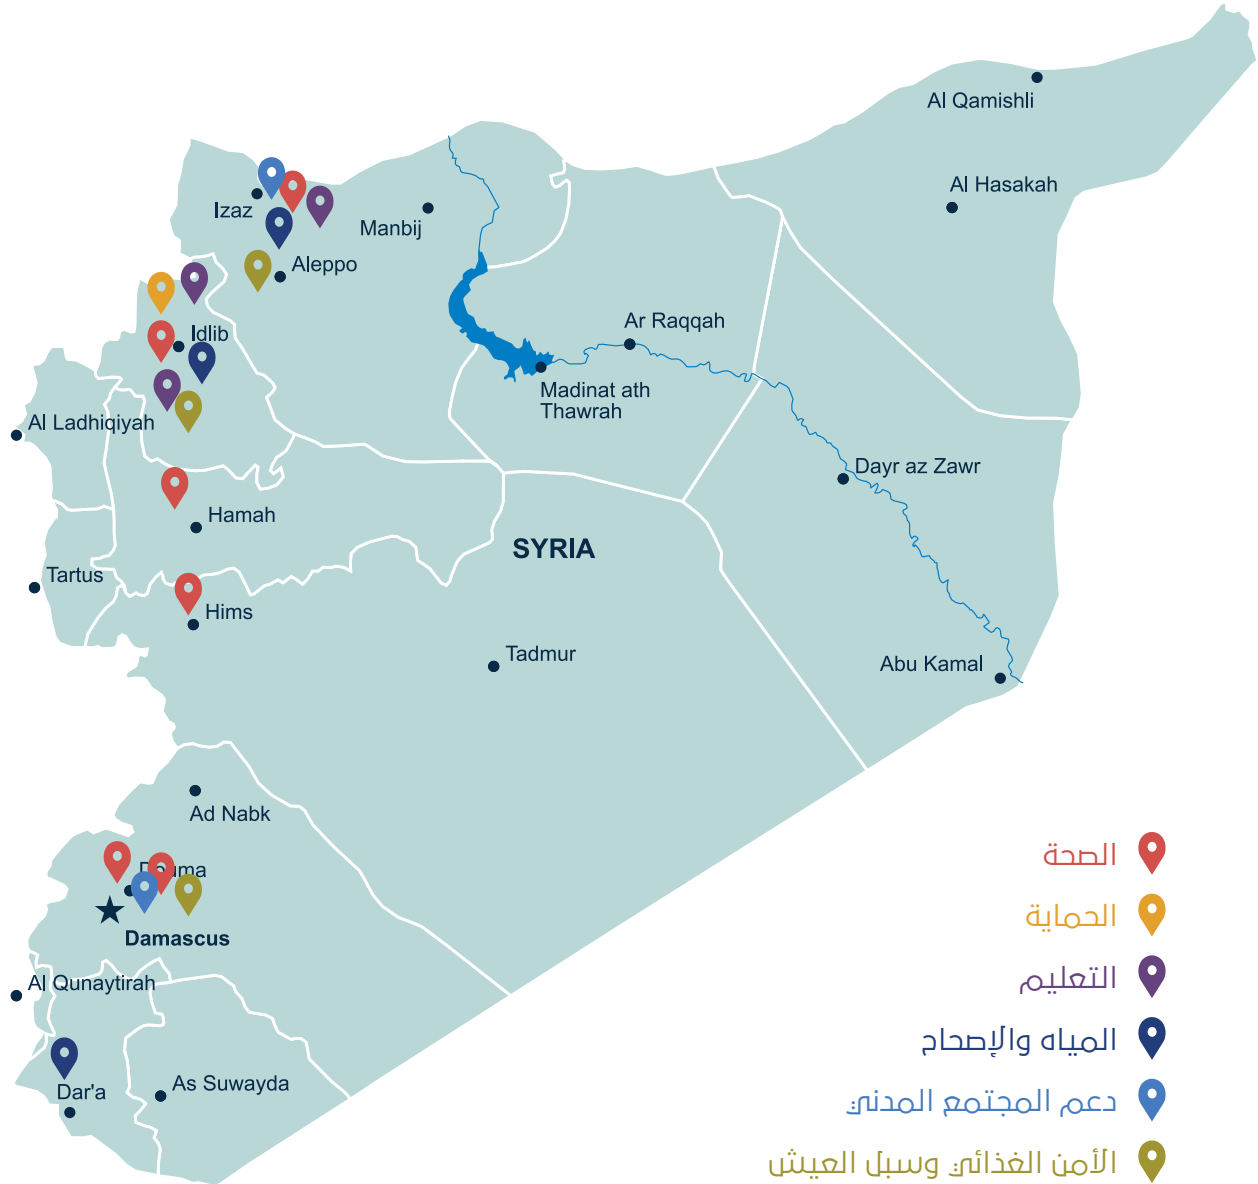 Al Qamishli
Al Hasakah
Izaz
Manbij
Aleppo
Idlib
Ar Raqqah
Madinat ath
Thawrah
Al Ladhiqiyah
Dayr az Zawr
Hamah
SYRIA
Tartus
Hims
Tadmur
Abu Kamal
Ad Nabk
Douma
Damascus
Al Qunaytirah
Dar'a
As Suwayda
الصحة
الحماية
التعليم
المياه والإصحاح
دعم المجتمع المدني
الأمن الغذائي وسبل العيش